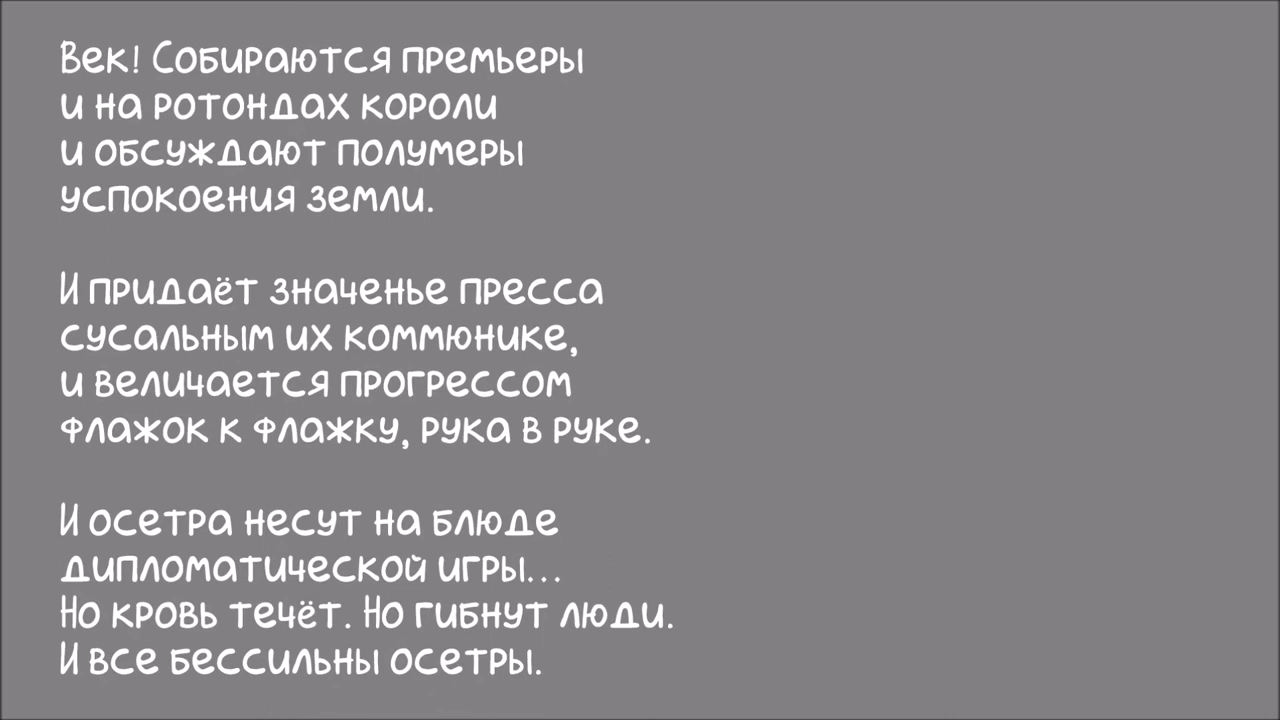 Век! Собираются премьеры
и на ротондах короли
и обсуждают полумеры
успокоения земли.

И придаёт значенье пресса
сусальным их коммюнике,
и величается прогрессом
флажок к флажку, рука в руке.

И осетра несут на блюде
дипломатической игры...
Но кровь течёт. Но гибнут люди.
И все бессильны осетры.